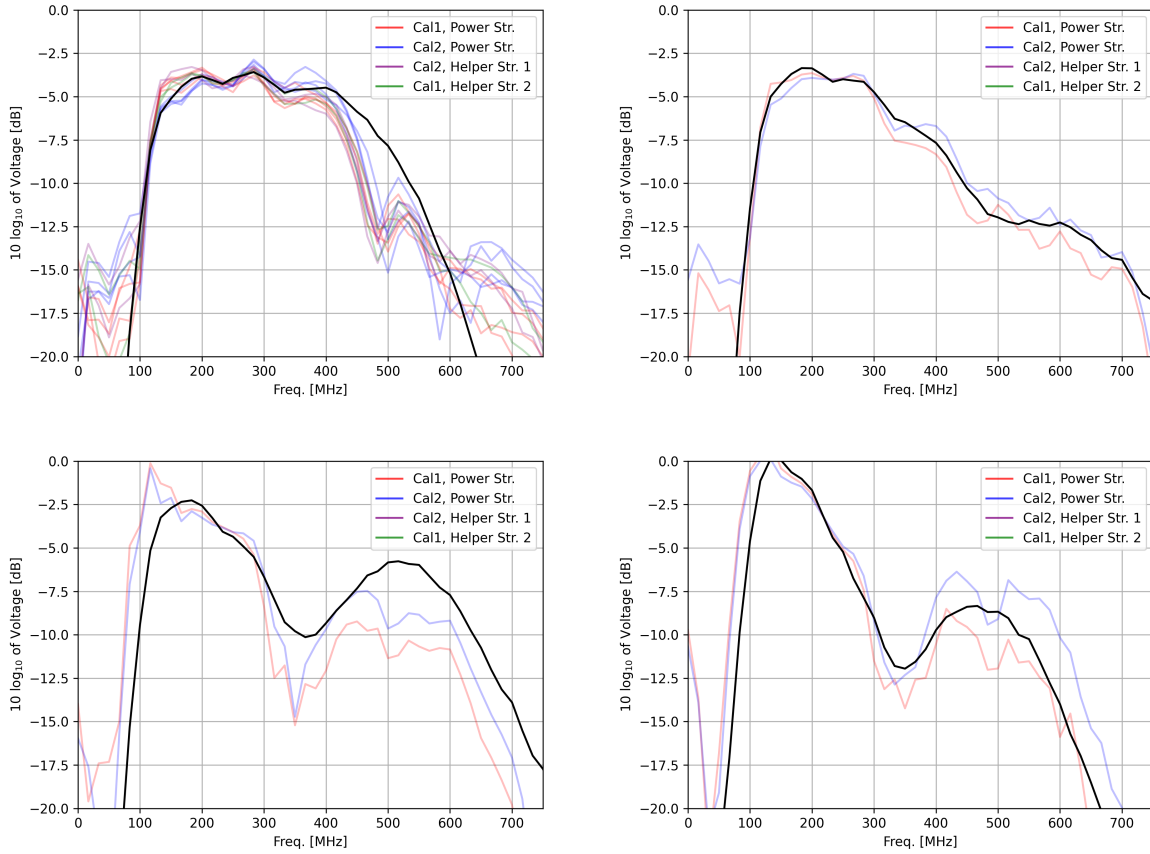 0.0
−2.5
−5.0
−7.5
−10.0
−12.5
−15.0
−17.5
−20.0
10 log₁₀ of Voltage [dB]
Cal1, Power Str.
Cal2, Power Str.
Cal2, Helper Str. 1
Cal1, Helper Str. 2
0 100 200 300 400 500 600 700
Freq. [MHz]
0.0
−2.5
−5.0
−7.5
−10.0
−12.5
−15.0
−17.5
−20.0
10 log₁₀ of Voltage [dB]
Cal1, Power Str.
Cal2, Power Str.
Cal2, Helper Str. 1
Cal1, Helper Str. 2
0 100 200 300 400 500 600 700
Freq. [MHz]
0.0
−2.5
−5.0
−7.5
−10.0
−12.5
−15.0
−17.5
−20.0
10 log₁₀ of Voltage [dB]
Cal1, Power Str.
Cal2, Power Str.
Cal2, Helper Str. 1
Cal1, Helper Str. 2
0 100 200 300 400 500 600 700
Freq. [MHz]
0.0
−2.5
−5.0
−7.5
−10.0
−12.5
−15.0
−17.5
−20.0
10 log₁₀ of Voltage [dB]
Cal1, Power Str.
Cal2, Power Str.
Cal2, Helper Str. 1
Cal1, Helper Str. 2
0 100 200 300 400 500 600 700
Freq. [MHz]